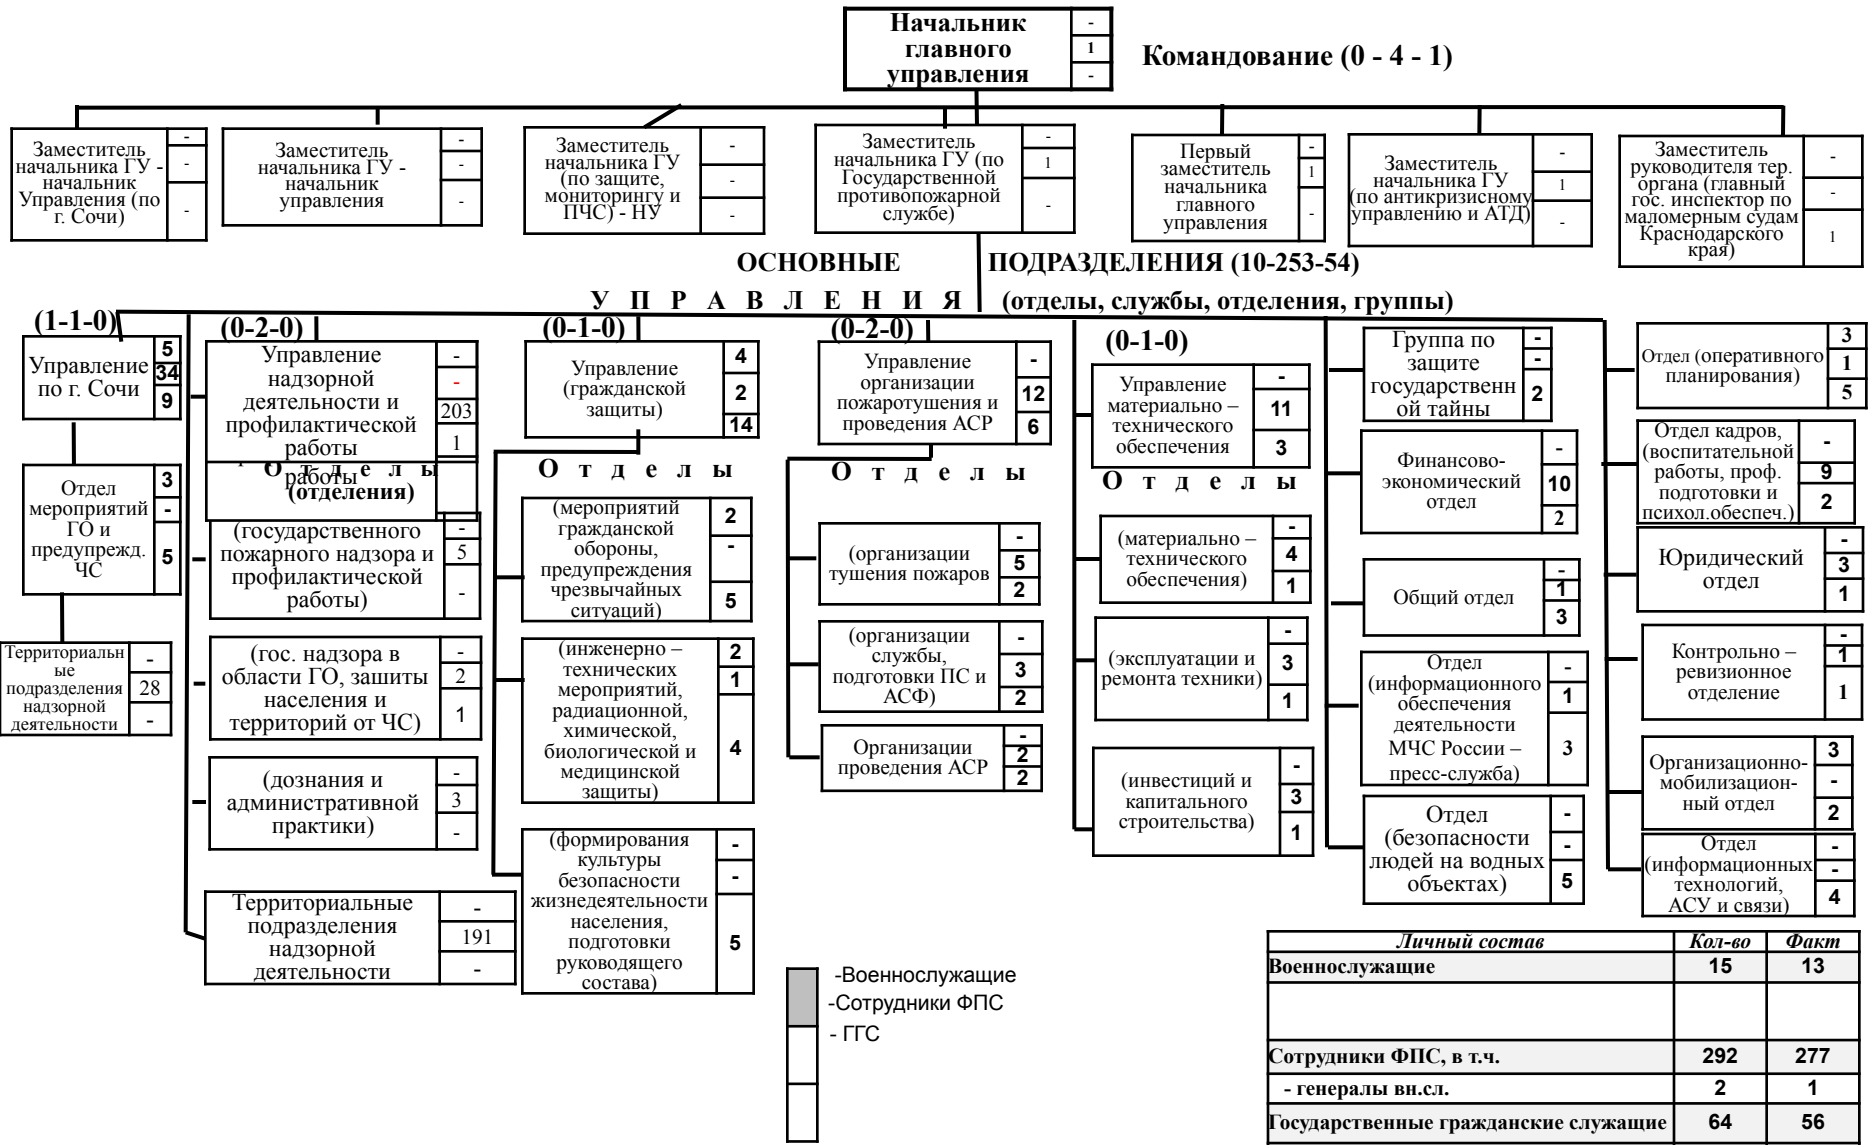 Начальник
главного
управления
-
1
-
Командование (0 - 4 - 1)
Заместитель
начальника ГУ -
начальник
Управления (по
г. Сочи)
-
-
-
Заместитель
начальника ГУ -
начальник
управления
-
-
-
Заместитель
начальника ГУ
(по защите,
мониторингу и
ПЧС) - НУ
-
-
-
Заместитель
начальника ГУ (по
Государственной
противопожарной
службе)
-
1
-
Первый
заместитель
начальника
главного
управления
-
1
-
Заместитель
начальника ГУ
(по антикризисному
управлению и АТД)
-
1
-
Заместитель
руководителя тер.
органа (главный
гос. инспектор по
маломерным судам
Краснодарского
края)
-
-
1
ОСНОВНЫЕ ПОДРАЗДЕЛЕНИЯ (10-253-54)
У П Р А В Л Е Н И Я (отделы, службы, отделения, группы)
(1-1-0)
Управление
по г. Сочи
5
34
9
Отдел
мероприятий
ГО и
предупрежд.
ЧС
3
-
5
Территориальн
ые
подразделения
надзорной
деятельности
-
28
-
(0-2-0)
Управление
надзорной
деятельности и
профилактической
работы
-
-
203
1
О т д е л ы
работы
(отделения)
(государственного
пожарного надзора и
профилактической
работы)
-
5
-
(гос. надзора в
области ГО, зашиты
населения и
территорий от ЧС)
-
2
1
(дознания и
административной
практики)
-
3
-
Территориальные
подразделения
надзорной
деятельности
-
191
-
(0-1-0)
Управление
(гражданской
защиты)
4
2
14
О т д е л ы
(мероприятий
гражданской
обороны,
предупреждения
чрезвычайных
ситуаций)
2
-
5
(инженерно –
технических
мероприятий,
радиационной,
химической,
биологической и
медицинской
защиты)
2
1
4
(формирования
культуры
безопасности
жизнедеятельности
населения,
подготовки
руководящего
состава)
-
-
5
(0-2-0)
Управление
организации
пожаротушения и
проведения АСР
-
12
6
О т д е л ы
(организации
тушения пожаров
-
5
2
(организации
службы,
подготовки ПС и
АСФ)
-
3
2
Организации
проведения АСР
-
2
2
(0-1-0)
Управление
материально –
технического
обеспечения
-
11
3
О т д е л ы
(материально –
технического
обеспечения)
-
4
1
(эксплуатации и
ремонта техники)
-
3
1
(инвестиций и
капитального
строительства)
-
3
1
Группа по
защите
государственн
ой тайны
-
-
2
Финансово-
экономический
отдел
-
10
2
Общий отдел
-
1
3
Отдел
(информационного
обеспечения
деятельности
МЧС России –
пресс-служба)
-
1
3
Отдел
(безопасности
людей на водных
объектах)
-
-
5
Отдел (оперативного
планирования)
3
1
5
Отдел кадров,
(воспитательной
работы, проф.
подготовки и
психол.обеспеч.)
-
9
2
Юридический
отдел
-
3
1
Контрольно –
ревизионное
отделение
-
1
1
Организационно-
мобилизацион-
ный отдел
3
-
2
Отдел
(информационных
технологий,
АСУ и связи)
-
-
4
-Военнослужащие
-Сотрудники ФПС
- ГГС
Личный состав Кол-во Факт
Военнослужащие 15 13
Сотрудники ФПС, в т.ч. 292 277
- генералы вн.сл. 2 1
Государственные гражданские служащие 64 56